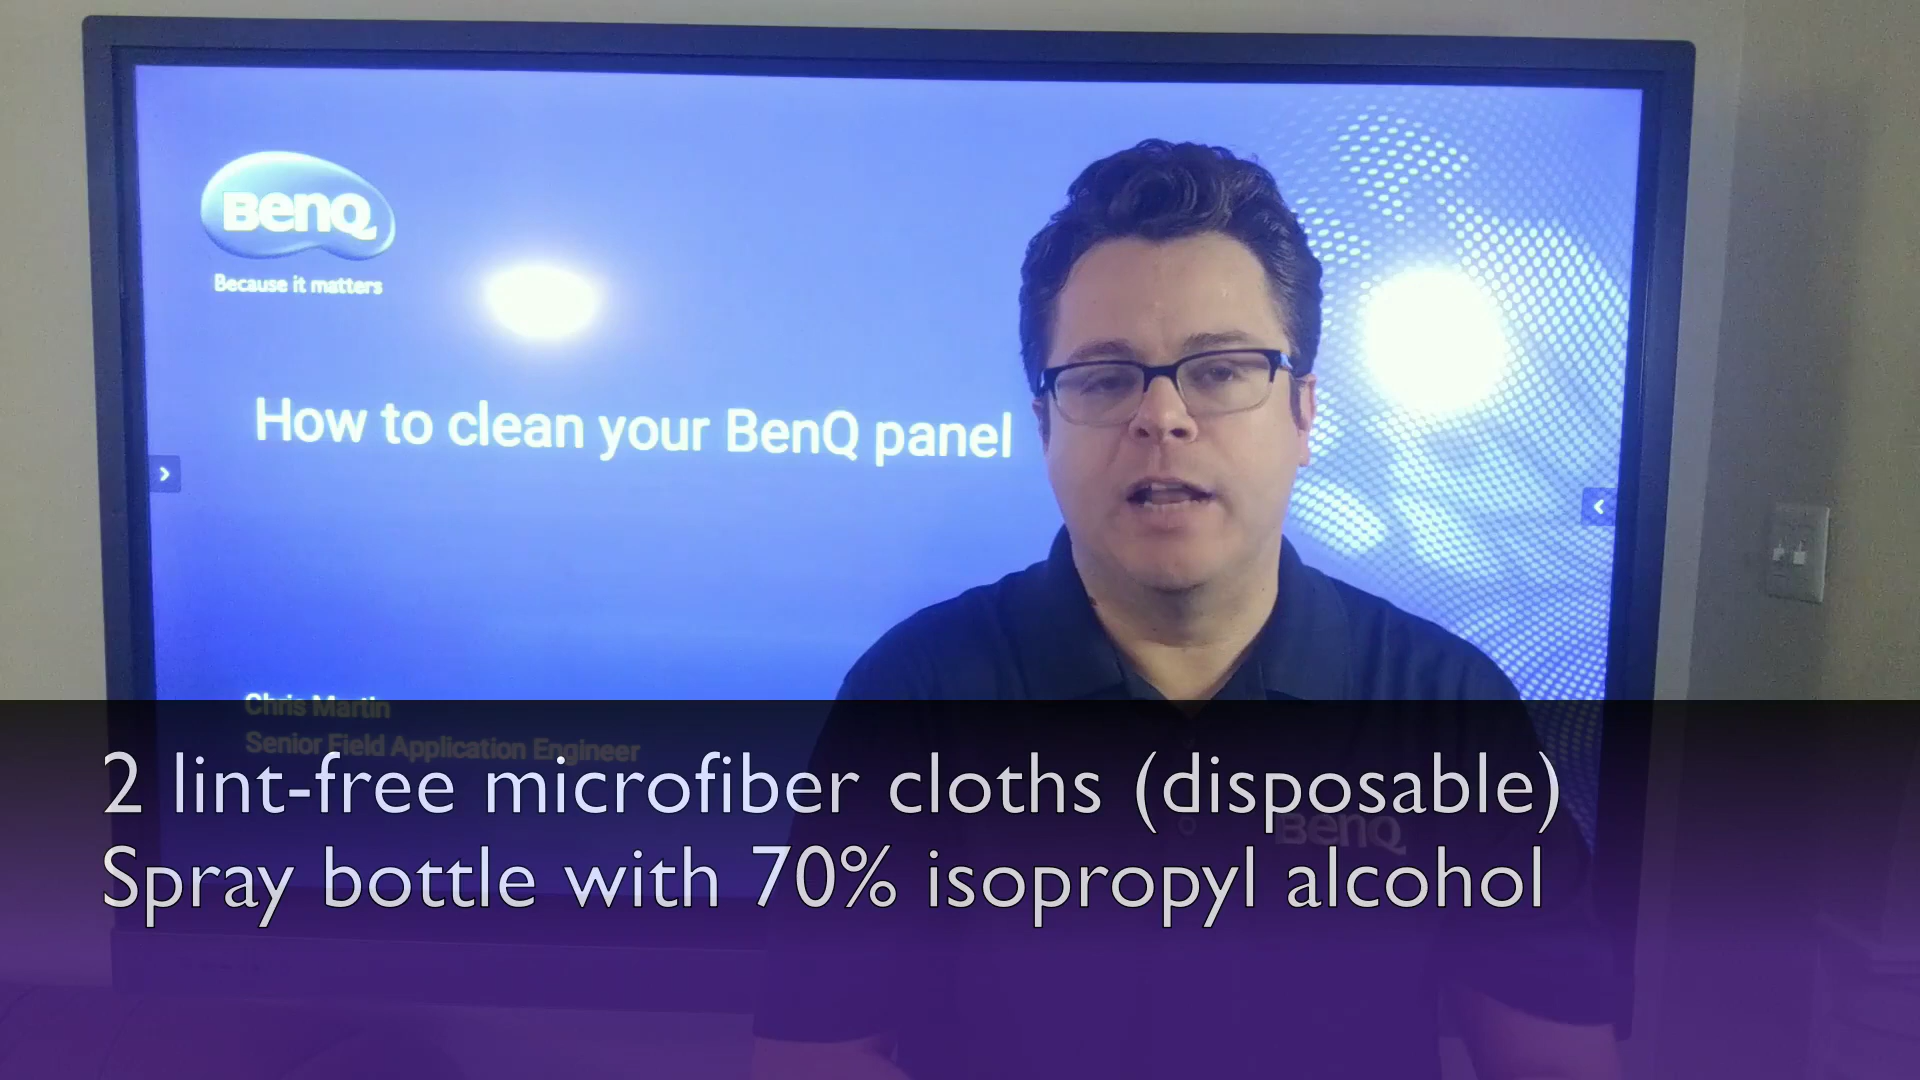 BenQ
Because it matters
How to clean your BenQ panel
Chris Martin
Senior Field Application Engineer
2 lint-free microfiber cloths (disposable)
BenQ
Spray bottle with 70% isopropyl alcohol